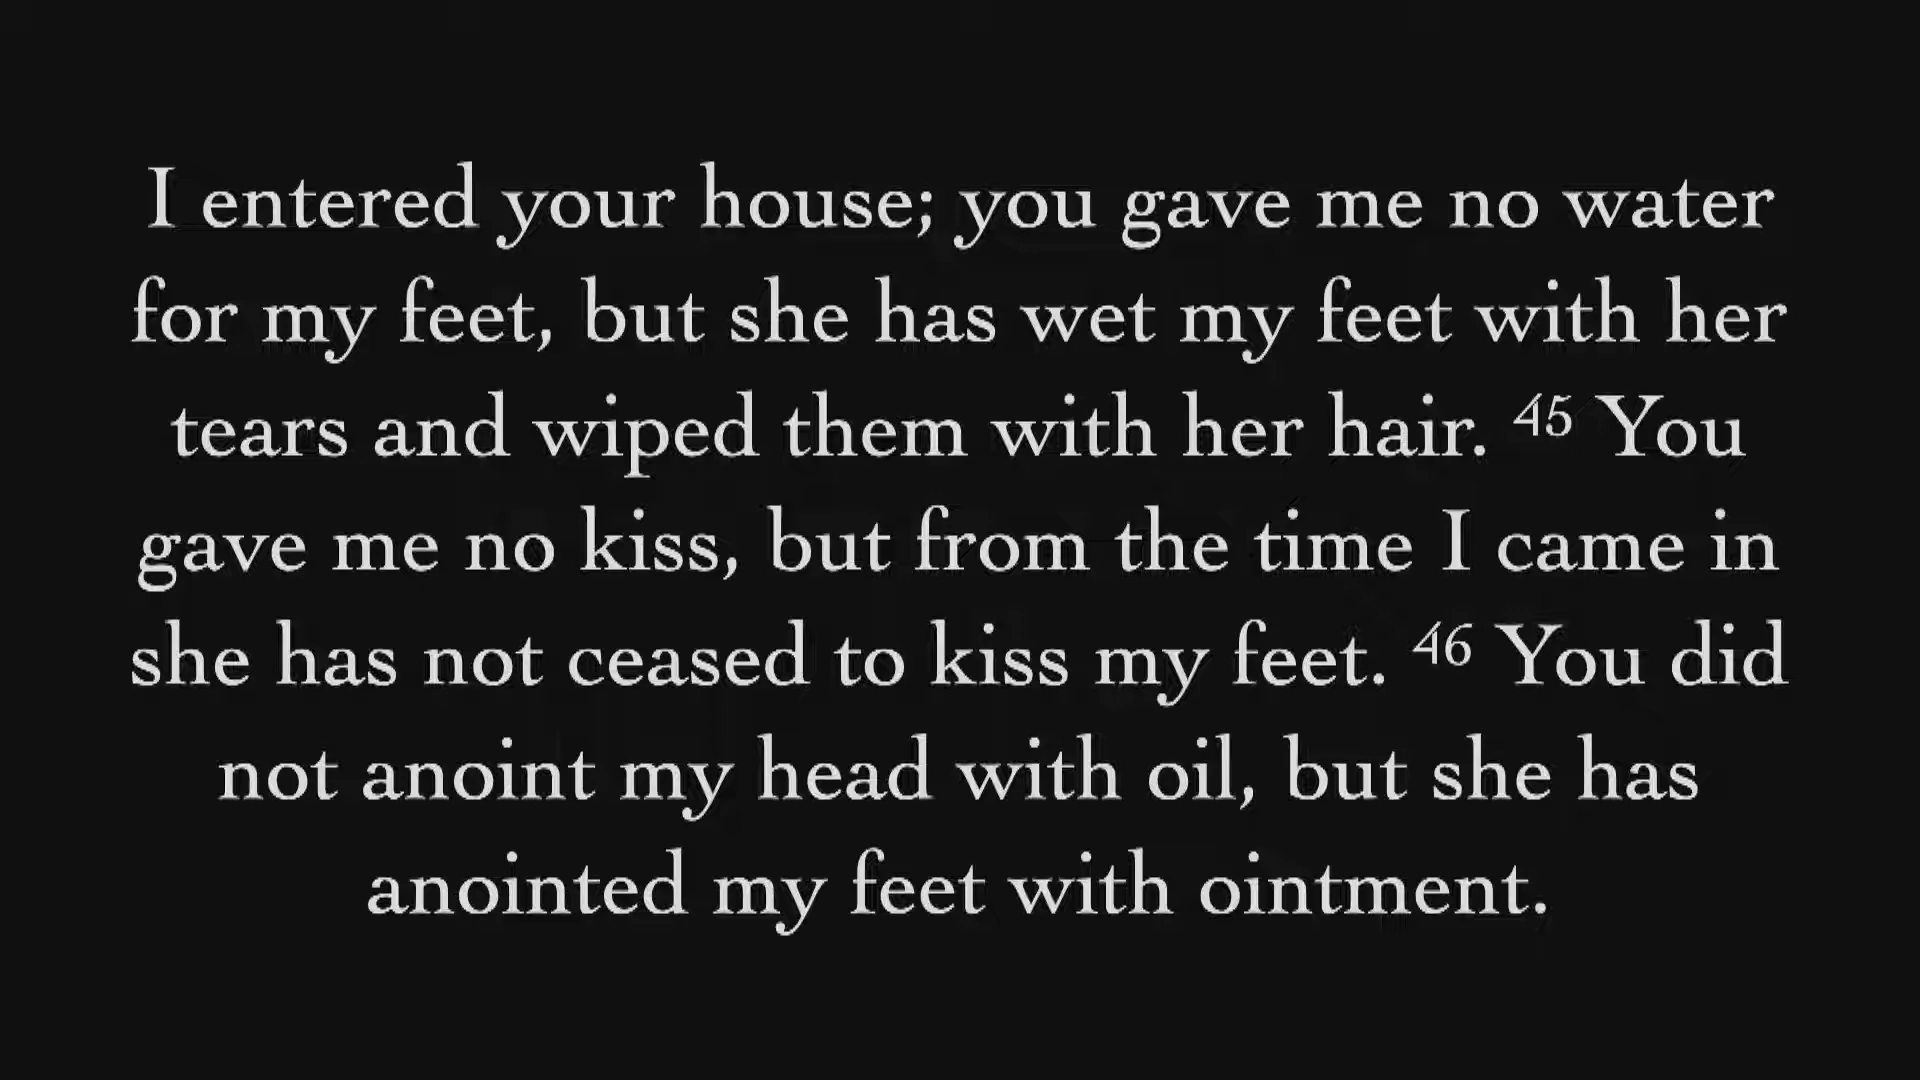 I entered your house; you gave me no water
for my feet, but she has wet my feet with her
tears and wiped them with her hair. ⁴⁵ You
gave me no kiss, but from the time I came in
she has not ceased to kiss my feet. ⁴⁶ You did
not anoint my head with oil, but she has
anointed my feet with ointment.